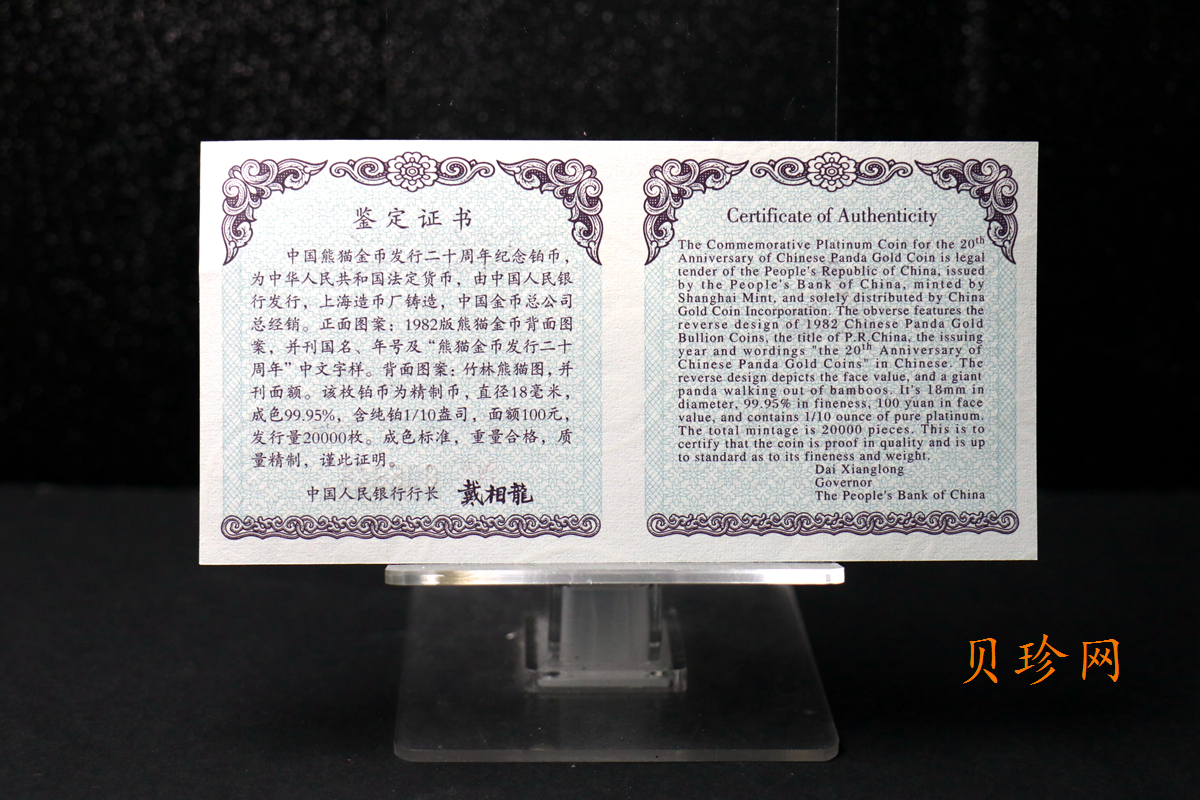 鉴定证书
中国熊猫金币发行二十周年纪念铂币，
为中华人民共和国法定货币，由中国人民银
行发行，上海造币厂铸造，中国金币总公司
总经销。正面图案：1982版熊猫金币背面图
案，并刊国名、年号及“熊猫金币发行二十
周年”中文字样。背面图案：竹林熊猫图，并
刊面额。该枚铂币为精制币，直径18毫米，
成色99.95%，含纯铂1/10盎司，面额100元，
发行量20000枚。成色标准，重量合格，质
量精制，谨此证明。
中国人民银行行长 戴相龍
Certificate of Authenticity
The Commemorative Platinum Coin for the 20th
Anniversary of Chinese Panda Gold Coin is legal
tender of the People's Republic of China, issued
by the People's Bank of China, minted by
Shanghai Mint, and solely distributed by China
Gold Coin Incorporation. The obverse features the
reverse design of 1982 Chinese Panda Gold
Bullion Coins, the title of P.R.China, the issuing
year and wordings "the 20th Anniversary of
Chinese Panda Gold Coins" in Chinese. The
reverse design depicts the face value, and a giant
panda walking out of bamboos. It's 18mm in
diameter, 99.95% in fineness, 100 yuan in face
value, and contains 1/10 ounce of pure platinum.
The total mintage is 20000 pieces. This is to
certify that the coin is proof in quality and is up
to standard as to its fineness and weight.
Dai Xianglong
Governor
The People's Bank of China
贝珍网